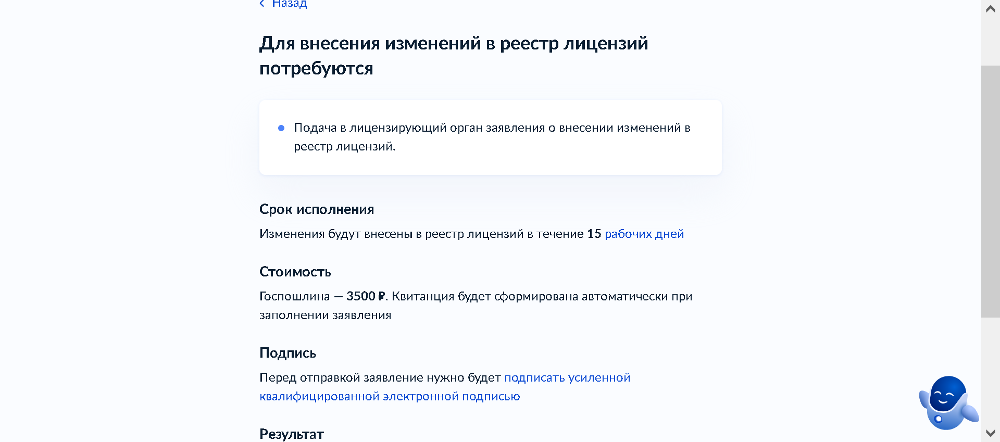 Назад
Для внесения изменений в реестр лицензий
потребуются
Подача в лицензирующий орган заявления о внесении изменений в
реестр лицензий.
Срок исполнения
Изменения будут внесены в реестр лицензий в течение 15 рабочих дней
Стоимость
Госпошлина — 3500 ₽. Квитанция будет сформирована автоматически при
заполнении заявления
Подпись
Перед отправкой заявление нужно будет подписать усиленной
квалифицированной электронной подписью
Результат